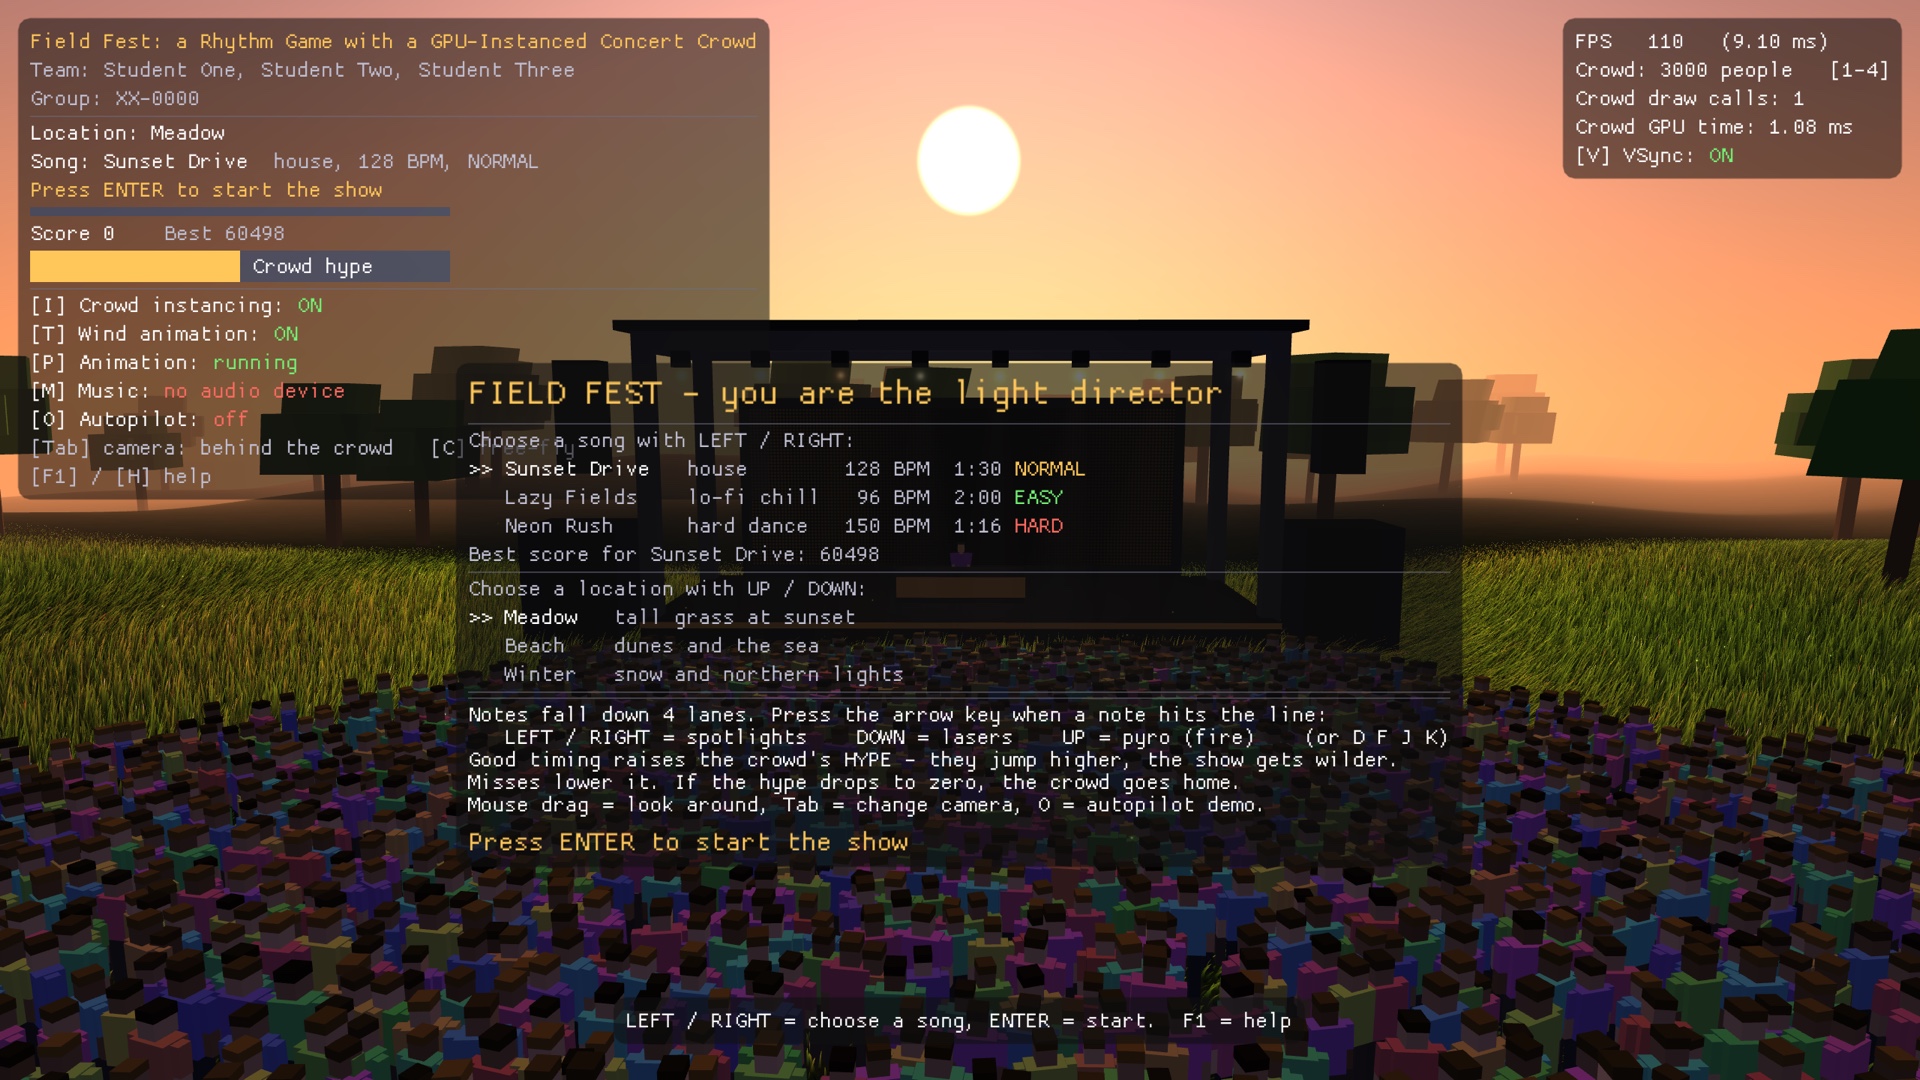 Field Fest: a Rhythm Game with a GPU-Instanced Concert Crowd
Team: Student One, Student Two, Student Three
Group: XX-0000
Location: Meadow
Song: Sunset Drive house, 128 BPM, NORMAL
Press ENTER to start the show
Score 0 Best 60498
Crowd hype
[I] Crowd instancing: ON
[T] Wind animation: ON
[P] Animation: running
[M] Music: no audio device
[O] Autopilot: off
[Tab] camera: behind the crowd [C] free-fly
[F1] / [H] help
FPS 110 (9.10 ms)
Crowd: 3000 people [1-4]
Crowd draw calls: 1
Crowd GPU time: 1.08 ms
[V] VSync: ON
FIELD FEST - you are the light director
Choose a song with LEFT / RIGHT:
>> Sunset Drive house 128 BPM 1:30 NORMAL
Lazy Fields lo-fi chill 96 BPM 2:00 EASY
Neon Rush hard dance 150 BPM 1:16 HARD
Best score for Sunset Drive: 60498
Choose a location with UP / DOWN:
>> Meadow tall grass at sunset
Beach dunes and the sea
Winter snow and northern lights
Notes fall down 4 lanes. Press the arrow key when a note hits the line:
LEFT / RIGHT = spotlights DOWN = lasers UP = pyro (fire) (or D F J K)
Good timing raises the crowd's HYPE - they jump higher, the show gets wilder.
Misses lower it. If the hype drops to zero, the crowd goes home.
Mouse drag = look around, Tab = change camera, O = autopilot demo.
Press ENTER to start the show
LEFT / RIGHT = choose a song, ENTER = start. F1 = help